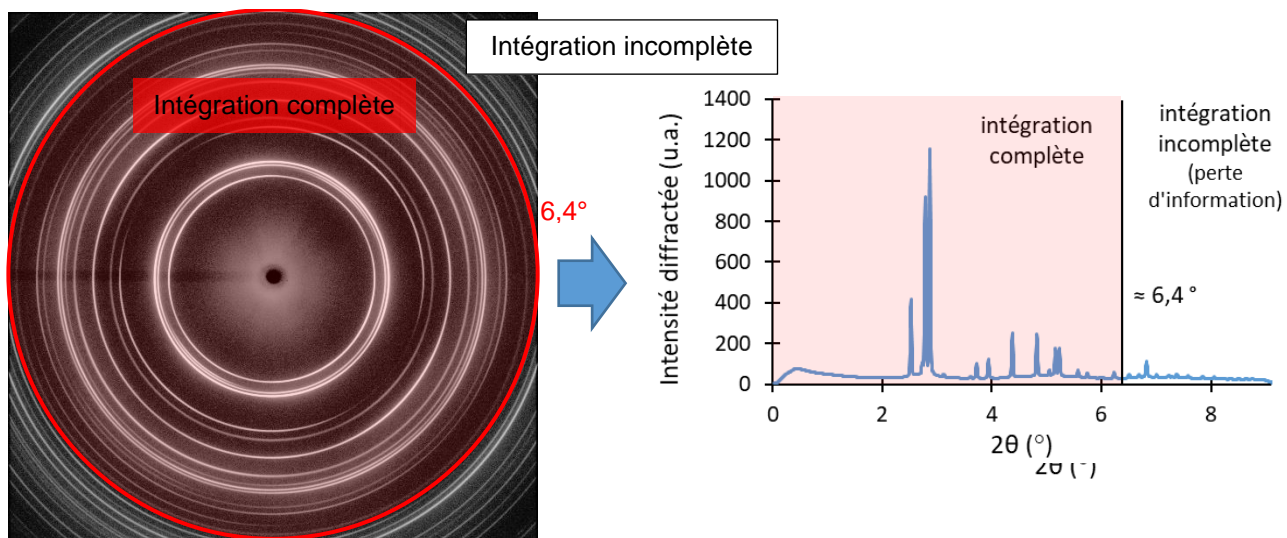 Intégration incomplète
Intégration complète
6,4°
1400
1200
1000
800
600
400
200
0
Intensité diffractée (u.a.)
intégration
complète
intégration
incomplète
(perte
d'information)
≈ 6,4 °
0 2 4 6 8
2θ (°)
2θ (°)